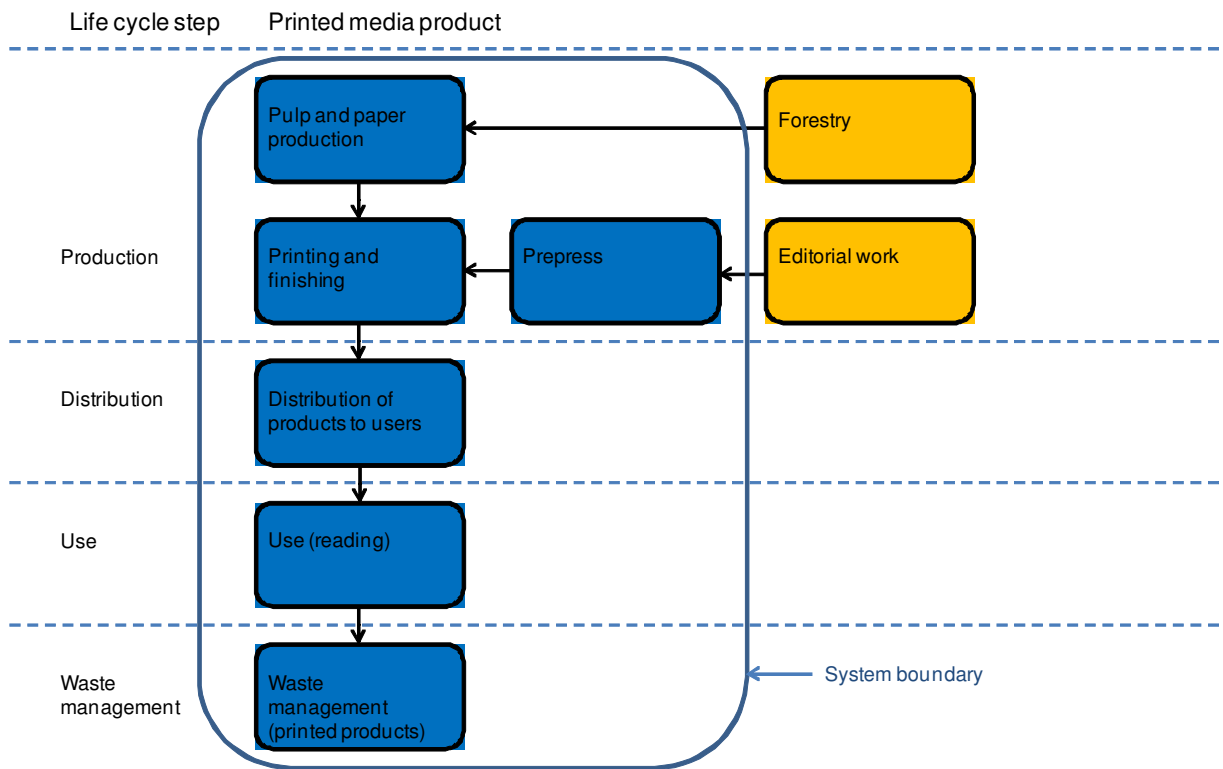 Life cycle step
Printed media product
Pulp and paper
production
Forestry
Production
Printing and
finishing
Prepress
Editorial work
Distribution
Distribution of
products to users
Use
Use (reading)
Waste
management
Waste
management
(printed products)
System boundary